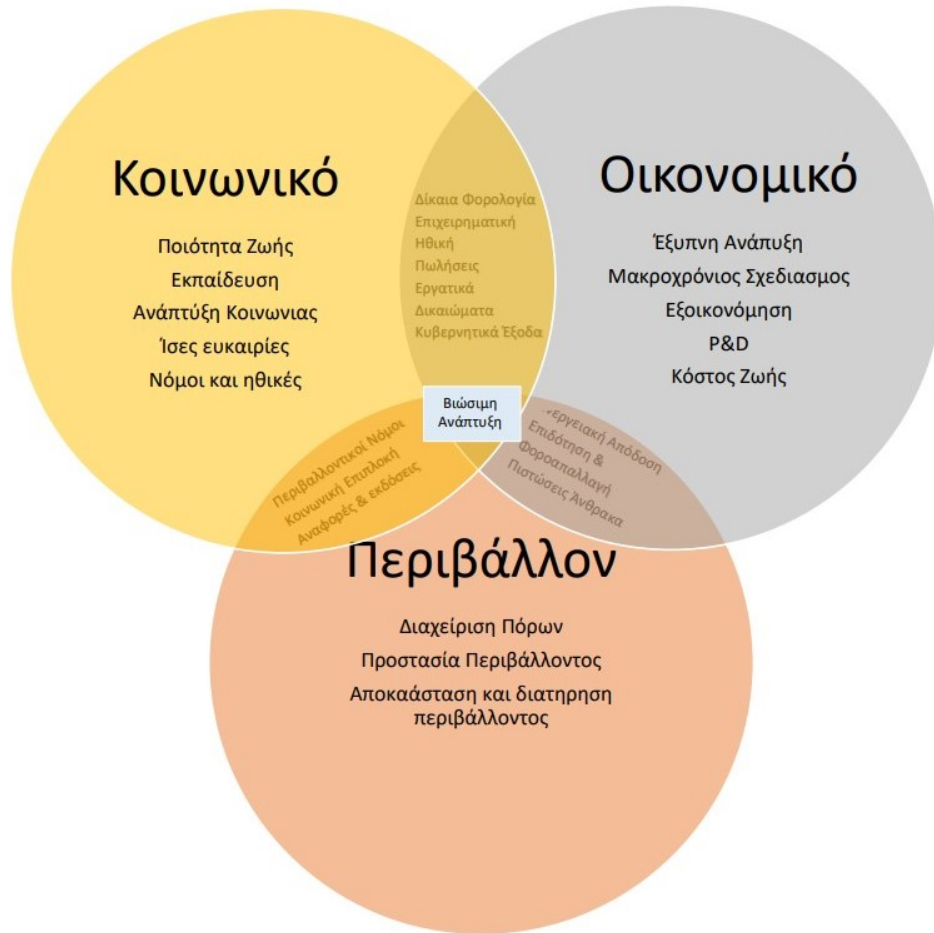 Κοινωνικό
Ποιότητα Ζωής
Εκπαίδευση
Ανάπτύξη Κοινωνιας
Ίσες ευκαιρίες
Νόμοι και ηθικές
Δίκαια Φορολογία
Επιχειρηματική
Ηθική
Πωλήσεις
Εργατικά
Δικαιώματα
Κυβερνητικά Έξοδα
Οικονομικό
Έξυπνη Ανάπυξη
Μακροχρόνιος Σχεδιασμος
Εξοικονόμηση
P&D
Κόστος Ζωής
Βιώσιμη
Ανάπτυξη
Περιβαλλοντικοί Νόμοι
Κοινωνική Επιπλοκή
Αναφορές & εκδόσεις
Απόδοση
Επιδότηση &
Φοροαπαλλαγή
Πιστώσεις Άνθρακα
Περιβάλλον
Διαχείριση Πόρων
Προστασία Περιβάλλοντος
Αποκαάσταση και διατηρηση
περιβάλλοντος